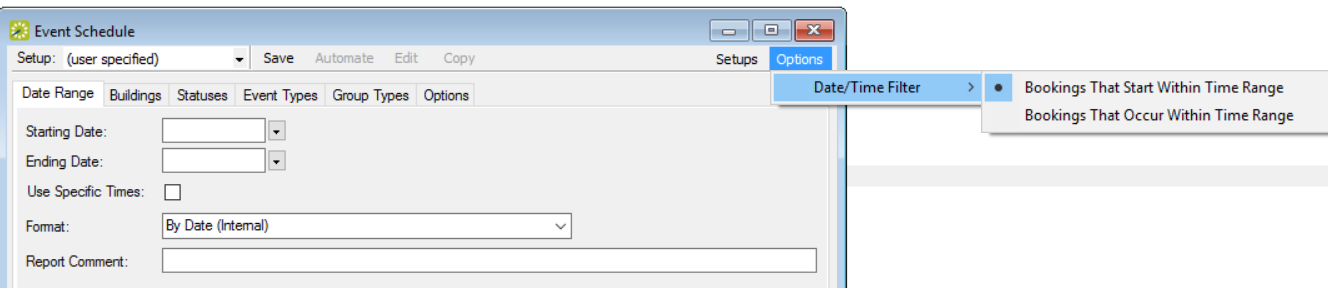 Event Schedule
Setup: (user specified) Save Automate Edit Copy Setups Options
Date/Time Filter
Bookings That Start Within Time Range
Bookings That Occur Within Time Range
Date Range Buildings Statuses Event Types Group Types Options
Starting Date:
Ending Date:
Use Specific Times:
Format: By Date (Internal)
Report Comment: